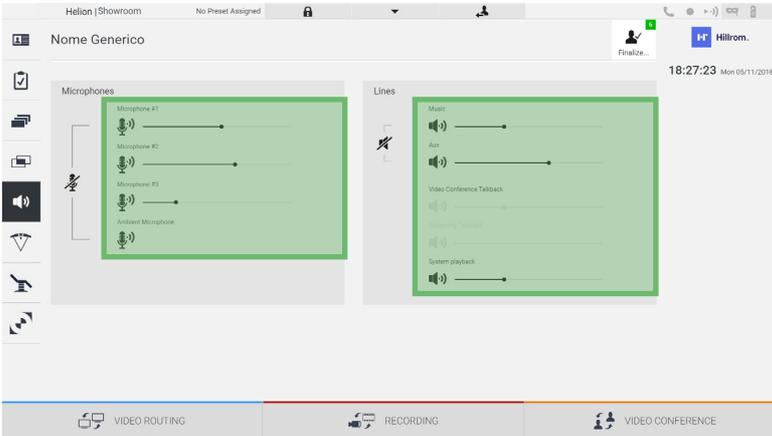 Helion | Showroom
No Preset Assigned
Nome Generico
6
Finalize...
H
Hillrom.
18:27:23 Mon 05/11/2018
Microphones
Microphone #1
Microphone #2
Microphone #3
Ambient Microphone
Lines
Music
Aux
Video Conference Talkback
System playback
VIDEO ROUTING
RECORDING
VIDEO CONFERENCE